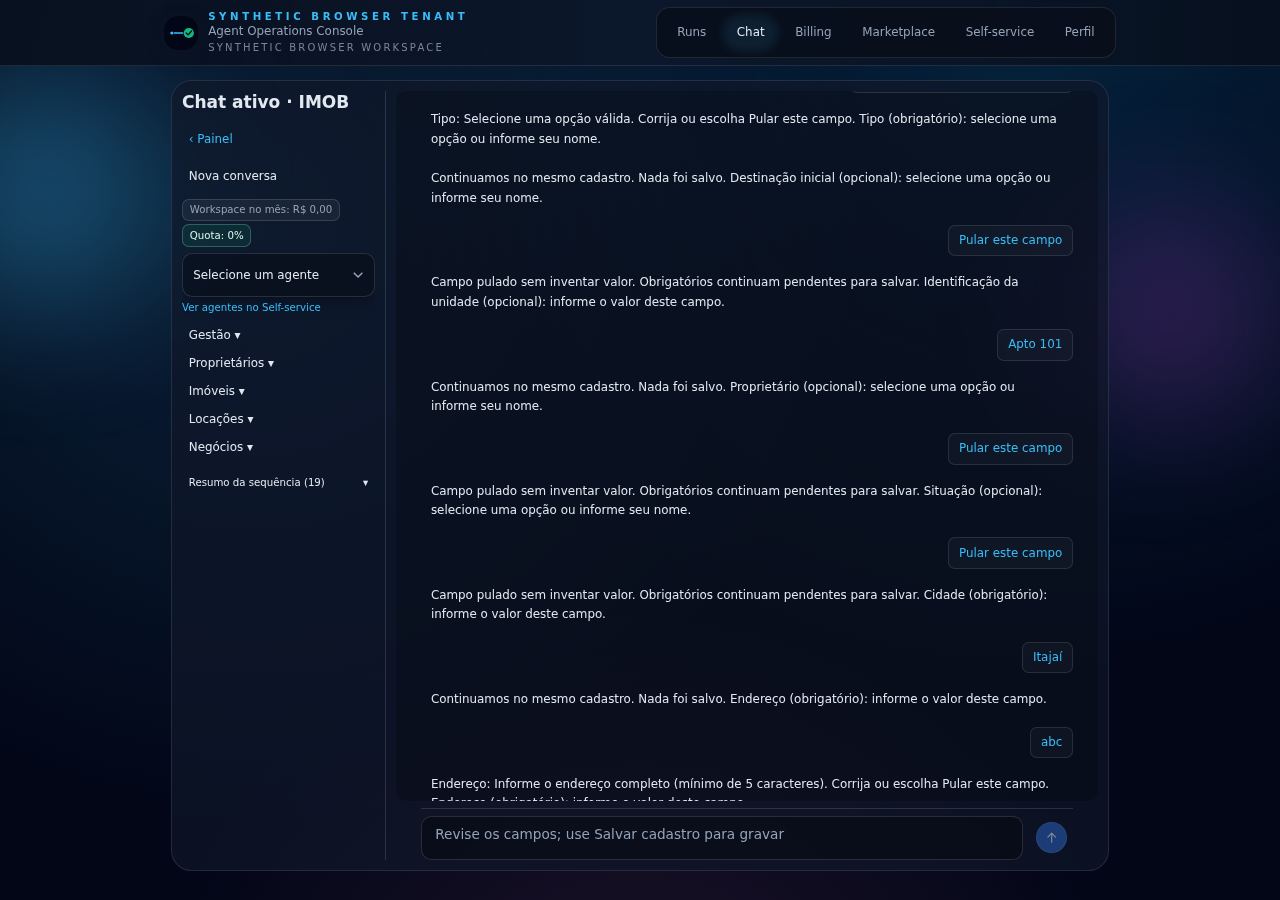 SYNTHETIC BROWSER TENANT
Agent Operations Console
SYNTHETIC BROWSER WORKSPACE
Runs
Chat
Billing
Marketplace
Self-service
Perfil
Chat ativo · IMOB
‹ Painel
Nova conversa
Workspace no mês: R$ 0,00
Quota: 0%
Selecione um agente
Ver agentes no Self-service
Gestão ▾
Proprietários ▾
Imóveis ▾
Locações ▾
Negócios ▾
Resumo da sequência (19) ▾
Tipo: Selecione uma opção válida. Corrija ou escolha Pular este campo. Tipo (obrigatório): selecione uma
opção ou informe seu nome.
Continuamos no mesmo cadastro. Nada foi salvo. Destinação inicial (opcional): selecione uma opção ou
informe seu nome.
Pular este campo
Campo pulado sem inventar valor. Obrigatórios continuam pendentes para salvar. Identificação da
unidade (opcional): informe o valor deste campo.
Apto 101
Continuamos no mesmo cadastro. Nada foi salvo. Proprietário (opcional): selecione uma opção ou
informe seu nome.
Pular este campo
Campo pulado sem inventar valor. Obrigatórios continuam pendentes para salvar. Situação (opcional):
selecione uma opção ou informe seu nome.
Pular este campo
Campo pulado sem inventar valor. Obrigatórios continuam pendentes para salvar. Cidade (obrigatório):
informe o valor deste campo.
Itajaí
Continuamos no mesmo cadastro. Nada foi salvo. Endereço (obrigatório): informe o valor deste campo.
abc
Endereço: Informe o endereço completo (mínimo de 5 caracteres). Corrija ou escolha Pular este campo.
Endereço (obrigatório): informe o valor deste campo.
Revise os campos; use Salvar cadastro para gravar